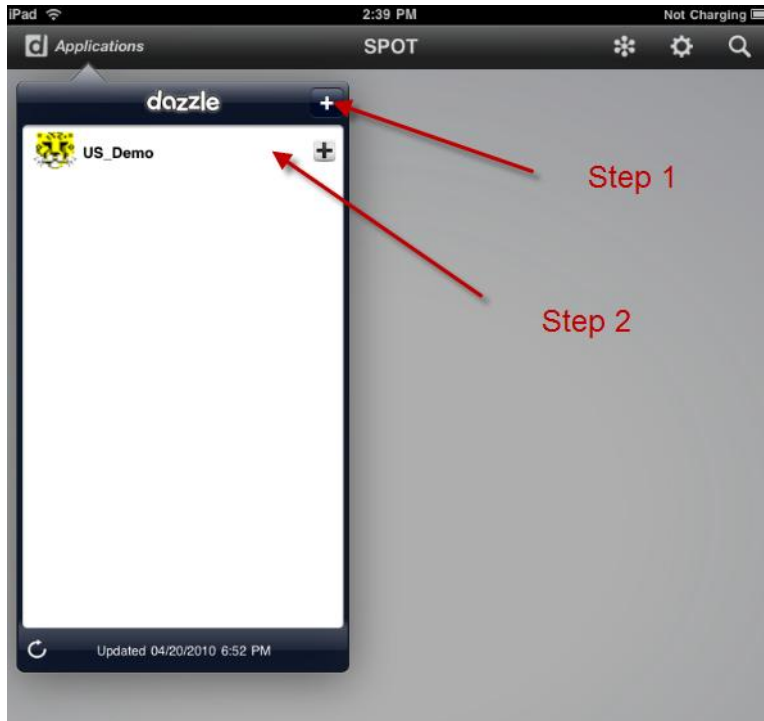 iPad 2:39 PM Not Charging
d Applications SPOT
dazzle +
US_Demo +
Step 1
Step 2
Updated 04/20/2010 6:52 PM